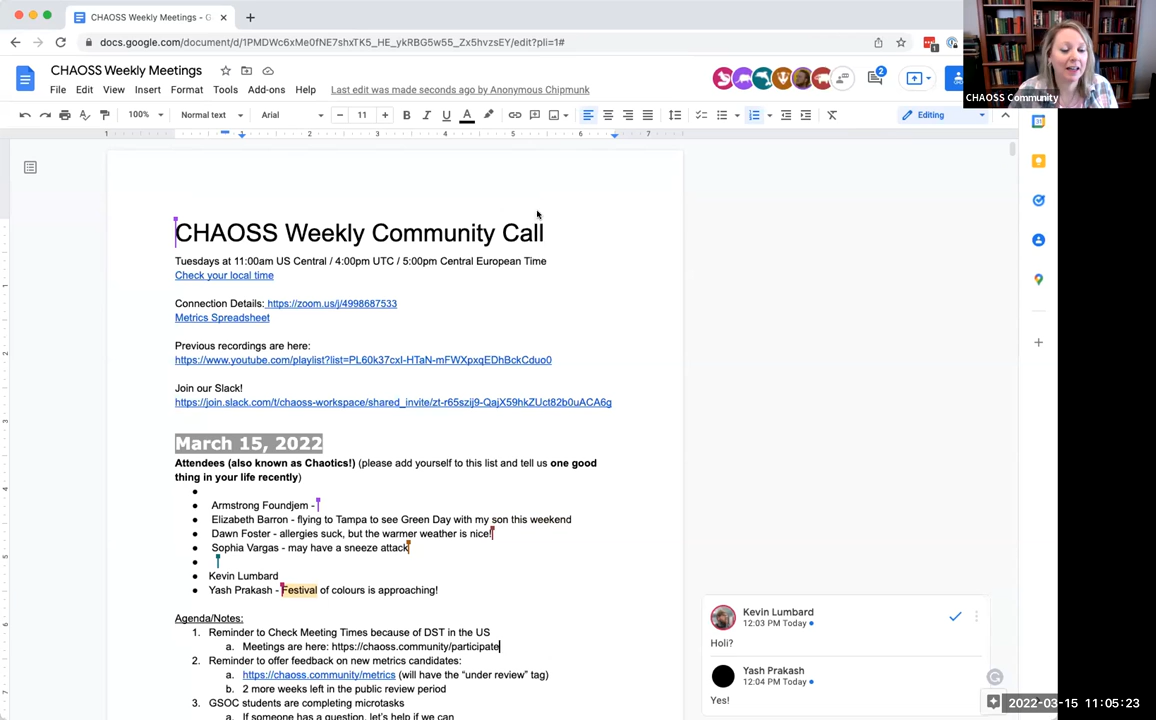 CHAOSS Weekly Meetings - G
docs.google.com/document/d/1PMDWc6xMe0fNE7shxTK5_HE_ykRBG5w55_Zx5hvzsEY/edit?pli=1#
CHAOSS Weekly Meetings
File Edit View Insert Format Tools Add-ons Help Last edit was made seconds ago by Anonymous Chipmunk
2
CHAOSS Community
100% Normal text Arial 11 Editing
1 1 2 3 4 5 6 7
CHAOSS Weekly Community Call
Tuesdays at 11:00am US Central / 4:00pm UTC / 5:00pm Central European Time
Check your local time
Connection Details: https://zoom.us/j/4998687533
Metrics Spreadsheet
Previous recordings are here:
https://www.youtube.com/playlist?list=PL60k37cxI-HTaN-mFWXpxqEDhBckCduo0
Join our Slack!
https://join.slack.com/t/chaoss-workspace/shared_invite/zt-r65szij9-QajX59hkZUct82b0uACA6g
March 15, 2022
Attendees (also known as Chaotics!) (please add yourself to this list and tell us one good
thing in your life recently)
Armstrong Foundjem -
Elizabeth Barron - flying to Tampa to see Green Day with my son this weekend
Dawn Foster - allergies suck, but the warmer weather is nice!
Sophia Vargas - may have a sneeze attack
Kevin Lumbard
Yash Prakash - Festival of colours is approaching!
Agenda/Notes:
1. Reminder to Check Meeting Times because of DST in the US
a. Meetings are here: https://chaoss.community/participate
2. Reminder to offer feedback on new metrics candidates:
a. https://chaoss.community/metrics (will have the “under review” tag)
b. 2 more weeks left in the public review period
3. GSOC students are completing microtasks
a. If someone has a question, let's help if we can
Kevin Lumbard
12:03 PM Today
Holi?
Yash Prakash
12:04 PM Today
Yes!
2022-03-15 11:05:23